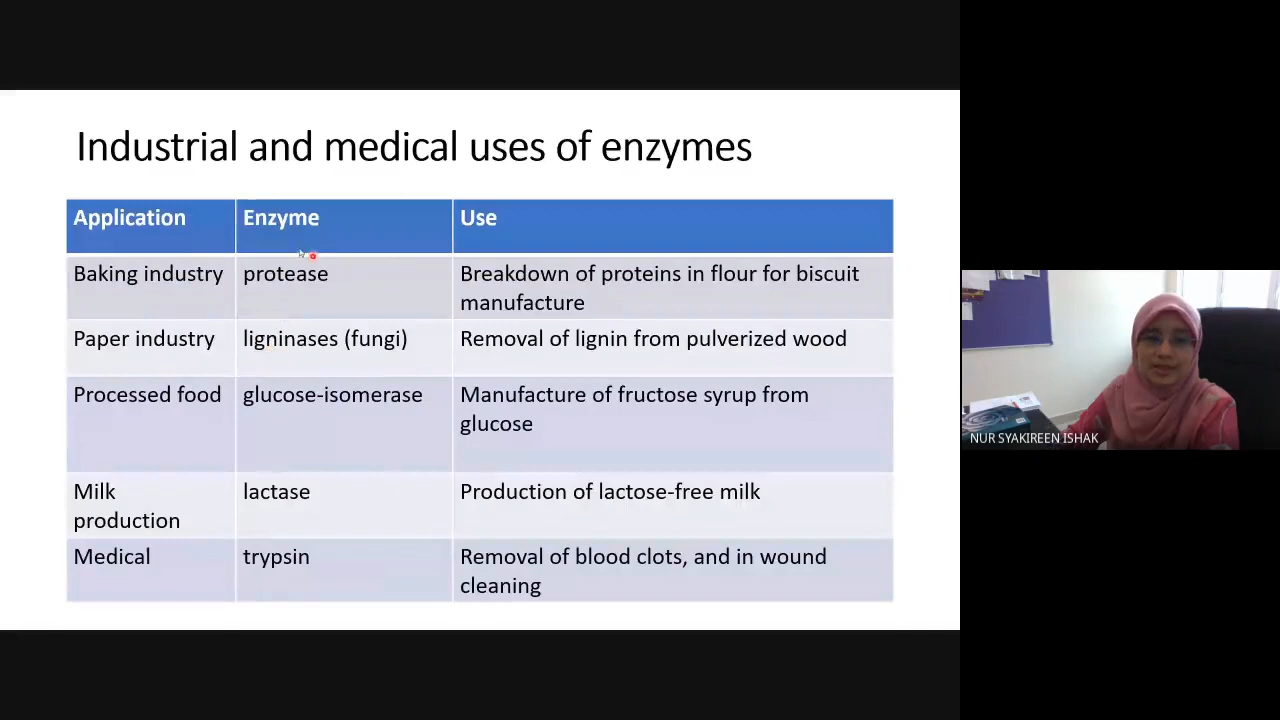 Industrial and medical uses of enzymes
Application Enzyme Use
Baking industry protease Breakdown of proteins in flour for biscuit
manufacture
Paper industry ligninases (fungi) Removal of lignin from pulverized wood
Processed food glucose-isomerase Manufacture of fructose syrup from
glucose
Milk lactase Production of lactose-free milk
production
Medical trypsin Removal of blood clots, and in wound
cleaning
NUR SYAKIREEN ISHAK